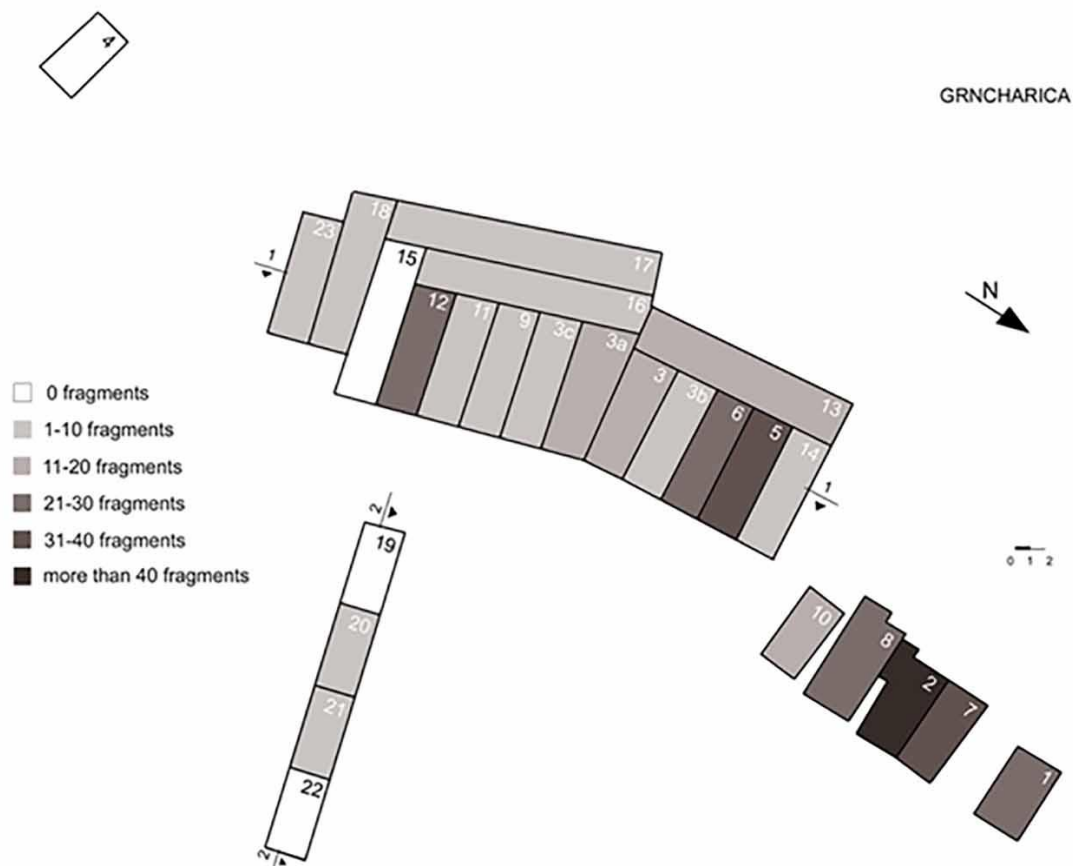 4
GRNCHARICA
18
23
17
1
15
16
N
12
11
9
3c
3a
3
3b
13
6
5
14
1
0 fragments
1-10 fragments
11-20 fragments
21-30 fragments
31-40 fragments
more than 40 fragments
2
19
20
21
22
2
0 1 2
10
8
2
7
1